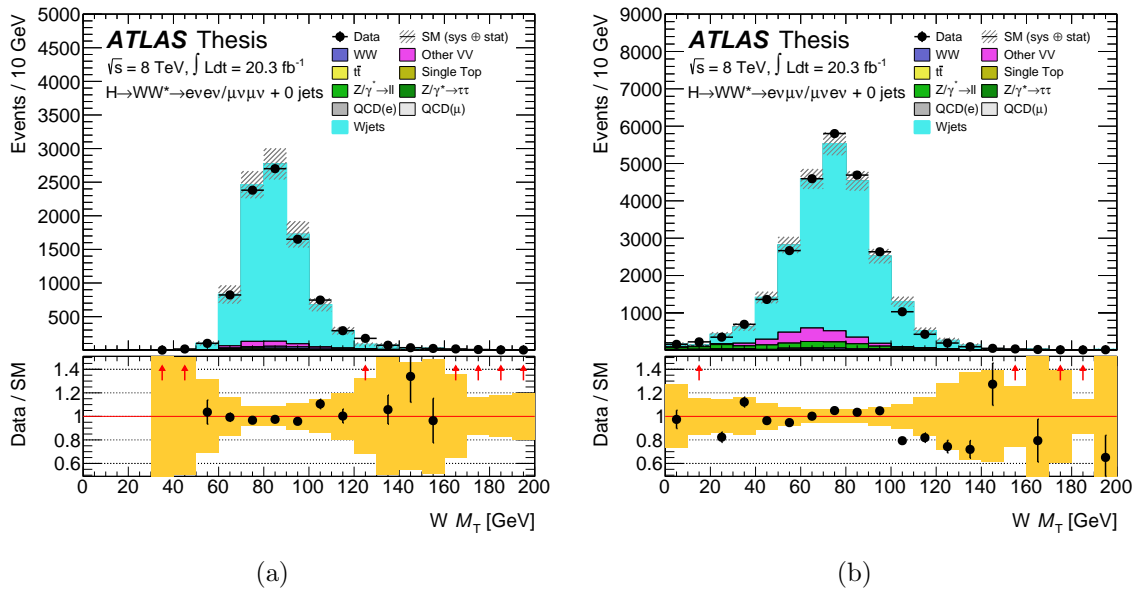 Events / 10 GeV
5000
4500
4000
3500
3000
2500
2000
1500
1000
500
ATLAS Thesis
√s = 8 TeV, ∫ Ldt = 20.3 fb⁻¹
H→WW*→eνeν/μνμν + 0 jets
Data
SM (sys ⊕ stat)
WW
Other VV
tt̄
Single Top
Z/γ*→ll
Z/γ*→ττ
QCD(e)
QCD(μ)
Wjets
Data / SM
1.4
1.2
1
0.8
0.6
0 20 40 60 80 100 120 140 160 180 200
W M_T [GeV]
(a)
Events / 10 GeV
9000
8000
7000
6000
5000
4000
3000
2000
1000
ATLAS Thesis
√s = 8 TeV, ∫ Ldt = 20.3 fb⁻¹
H→WW*→eνμν/μνeν + 0 jets
Data
SM (sys ⊕ stat)
WW
Other VV
tt̄
Single Top
Z/γ*→ll
Z/γ*→ττ
QCD(e)
QCD(μ)
Wjets
Data / SM
1.4
1.2
1
0.8
0.6
0 20 40 60 80 100 120 140 160 180 200
W M_T [GeV]
(b)